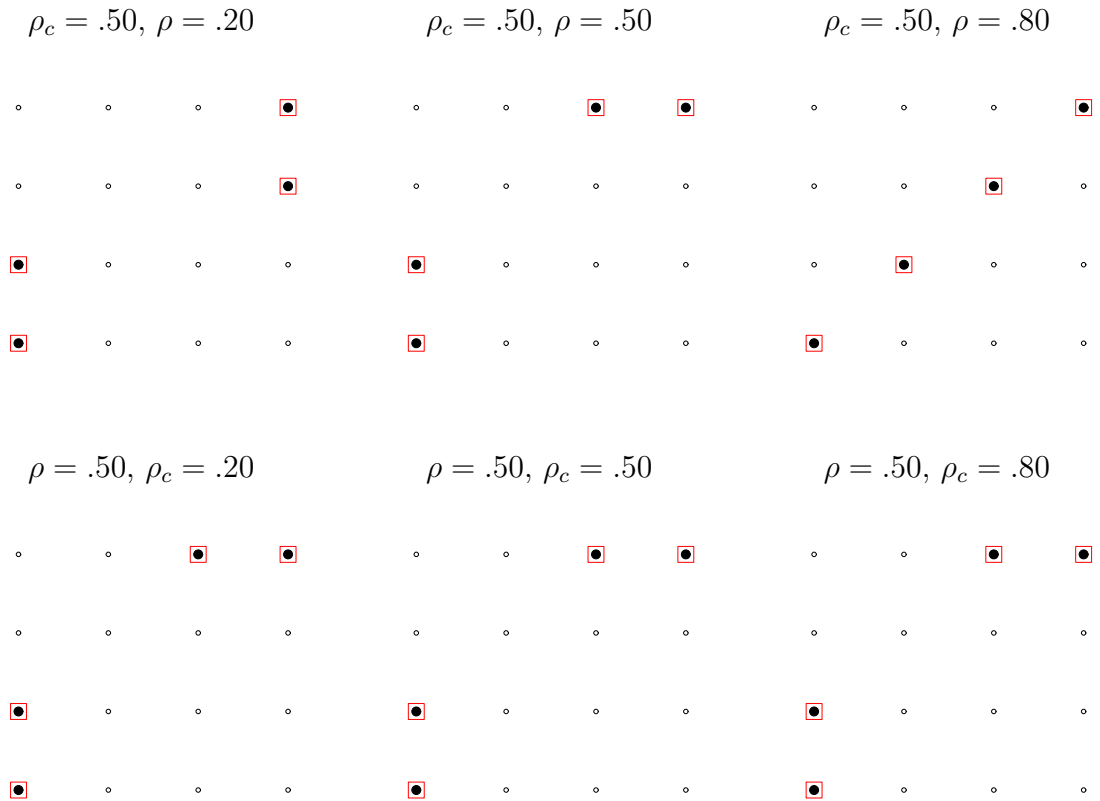 ρ_c = .50, ρ = .20
ρ_c = .50, ρ = .50
ρ_c = .50, ρ = .80
ρ = .50, ρ_c = .20
ρ = .50, ρ_c = .50
ρ = .50, ρ_c = .80